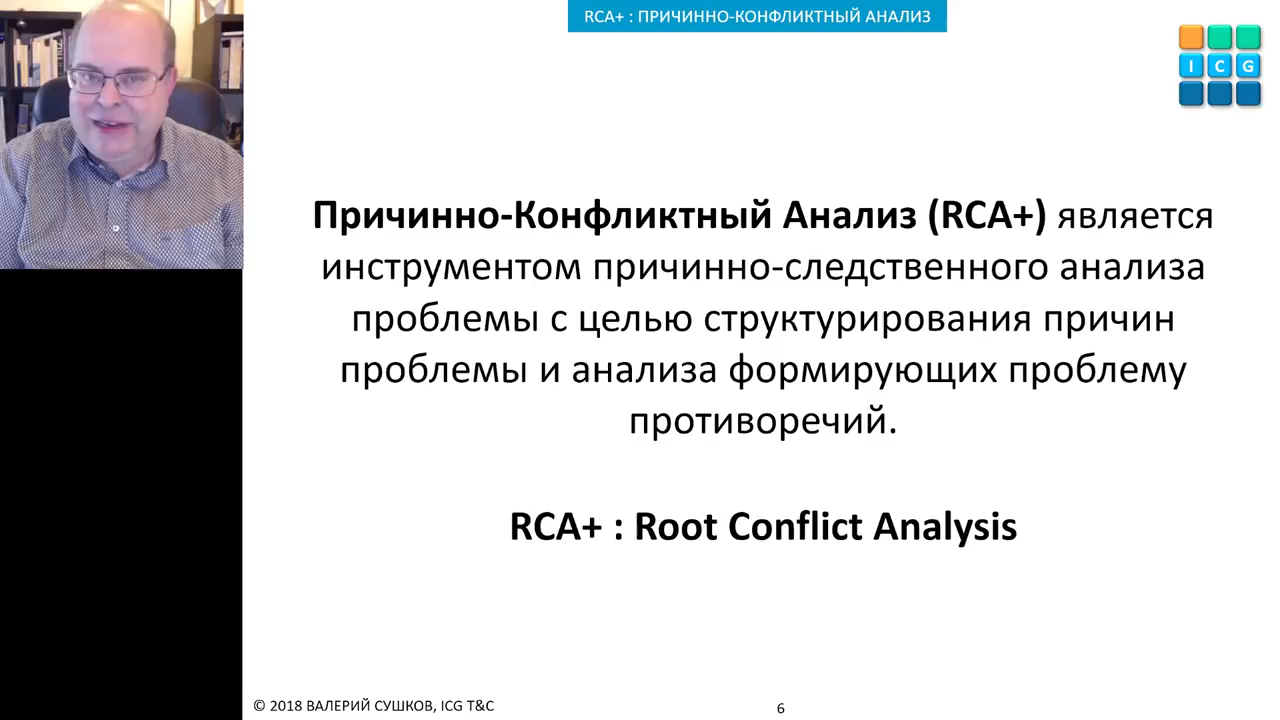 RCA+ : ПРИЧИННО-КОНФЛИКТНЫЙ АНАЛИЗ
I C G
Причинно-Конфликтный Анализ (RCA+) является
инструментом причинно-следственного анализа
проблемы с целью структурирования причин
проблемы и анализа формирующих проблему
противоречий.
RCA+ : Root Conflict Analysis
© 2018 ВАЛЕРИЙ СУШКОВ, ICG T&C
6